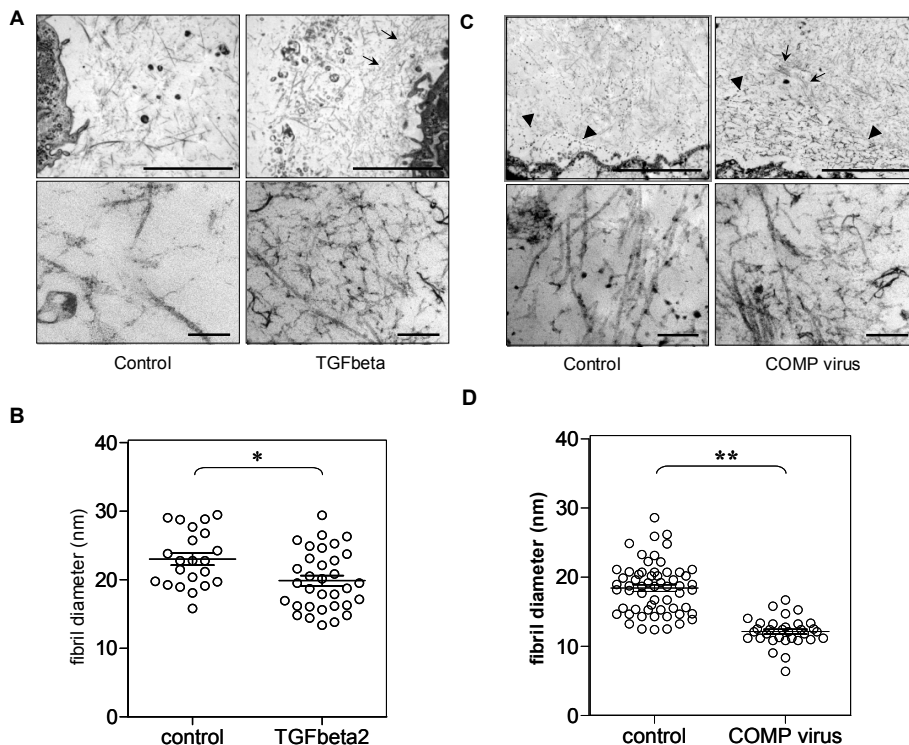 A
Control
TGFbeta
B
fibril diameter (nm)
40
30
20
10
0
*
control
TGFbeta2
C
Control
COMP virus
D
fibril diameter (nm)
40
30
20
10
0
**
control
COMP virus